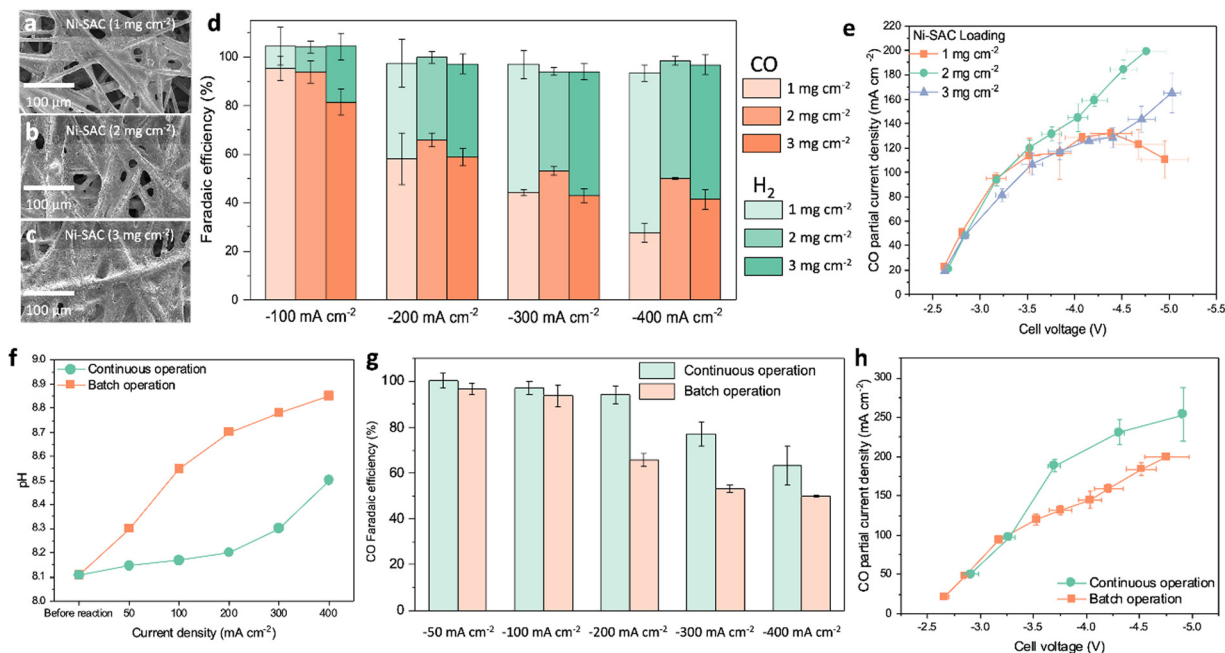 a
Ni-SAC (1 mg cm⁻²)
100 µm
b
Ni-SAC (2 mg cm⁻²)
100 µm
c
Ni-SAC (3 mg cm⁻²)
100 µm
d
Faradaic efficiency (%)
100
80
60
40
20
0
-100 mA cm⁻² -200 mA cm⁻² -300 mA cm⁻² -400 mA cm⁻²
CO
1 mg cm⁻²
2 mg cm⁻²
3 mg cm⁻²
H₂
1 mg cm⁻²
2 mg cm⁻²
3 mg cm⁻²
e
CO partial current density (mA cm⁻²)
200
180
160
140
120
100
80
60
40
20
0
Ni-SAC Loading
1 mg cm⁻²
2 mg cm⁻²
3 mg cm⁻²
-2.5 -3.0 -3.5 -4.0 -4.5 -5.0 -5.5
Cell voltage (V)
f
pH
9.0
8.9
8.8
8.7
8.6
8.5
8.4
8.3
8.2
8.1
8.0
Continuous operation
Batch operation
Before reaction 50 100 200 300 400
Current density (mA cm⁻²)
g
CO Faradaic efficiency (%)
100
80
60
40
20
0
Continuous operation
Batch operation
-50 mA cm⁻² -100 mA cm⁻² -200 mA cm⁻² -300 mA cm⁻² -400 mA cm⁻²
h
CO partial current density (mA cm⁻²)
300
250
200
150
100
50
0
Continuous operation
Batch operation
-2.5 -3.0 -3.5 -4.0 -4.5 -5.0
Cell voltage (V)